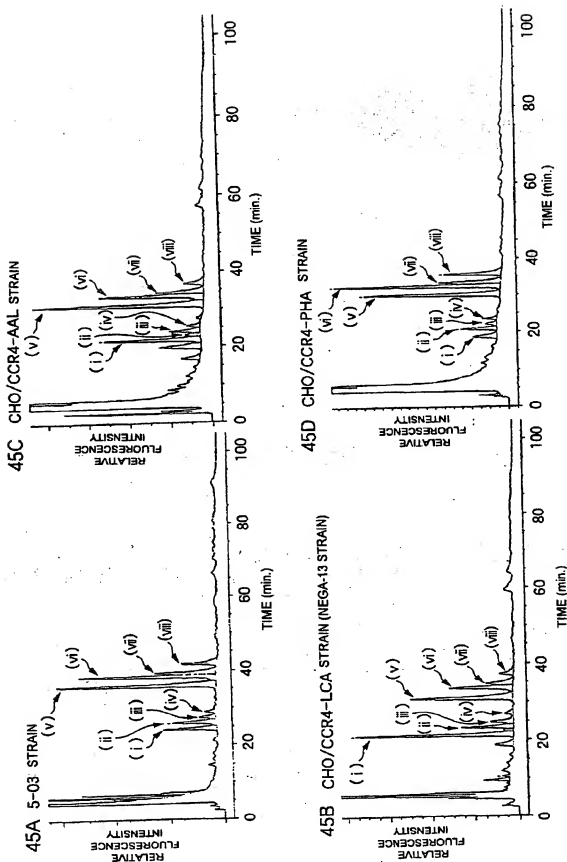 45A 5-03 STRAIN
RELATIVE
FLUORESCENCE
INTENSITY
(i)
(ii)
(iii)
(iv)
(v)
(vi)
(vii)
(viii)
0
20
40
60
80
100
TIME (min.)
45B CHO/CCR4-LCA STRAIN (NEGA-13 STRAIN)
RELATIVE
FLUORESCENCE
INTENSITY
(i)
(ii)
(iii)
(iv)
(v)
(vi)
(vii)
(viii)
0
20
40
60
80
100
TIME (min.)
45C CHO/CCR4-AAL STRAIN
RELATIVE
FLUORESCENCE
INTENSITY
(i)
(ii)
(iii)
(iv)
(v)
(vi)
(vii)
(viii)
0
20
40
60
80
100
TIME (min.)
45D CHO/CCR4-PHA STRAIN
RELATIVE
FLUORESCENCE
INTENSITY
(i)
(ii)
(iii)
(iv)
(v)
(vi)
(vii)
(viii)
0
20
40
60
80
100
TIME (min.)